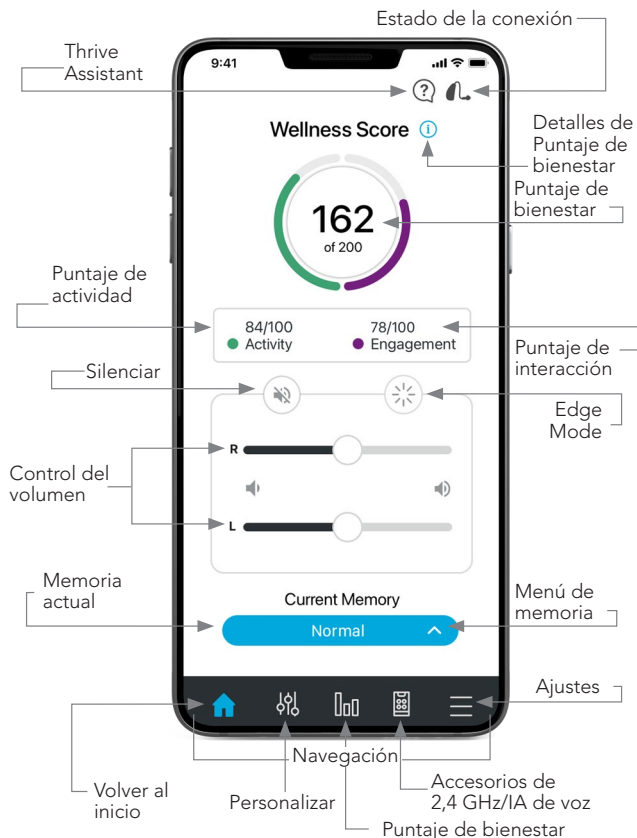 Estado de la conexión
Thrive
Assistant
9:41
Wellness Score
Detalles de
Puntaje de
bienestar
Puntaje de
bienestar
162
of 200
Puntaje de
actividad
84/100
Activity
78/100
Engagement
Puntaje de
interacción
Silenciar
Edge
Mode
R
Control del
volumen
L
Memoria
actual
Current Memory
Menú de
memoria
Normal
Ajustes
Navegación
Volver al
inicio
Personalizar
Accesorios de
2,4 GHz/IA de voz
Puntaje de bienestar